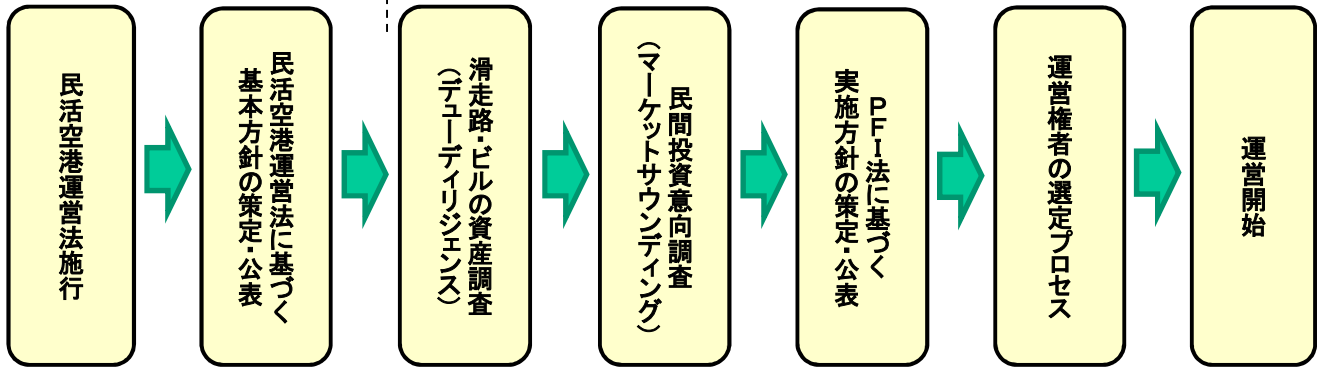 民活空港運営法施行
民活空港運営法に基づく
基本方針の策定・公表
滑走路・ビルの資産調査
（デューディリジェンス）
民間投資意向調査
（マーケットサウンディング）
ＰＦＩ法に基づく
実施方針の策定・公表
運営権者の選定プロセス
運営開始